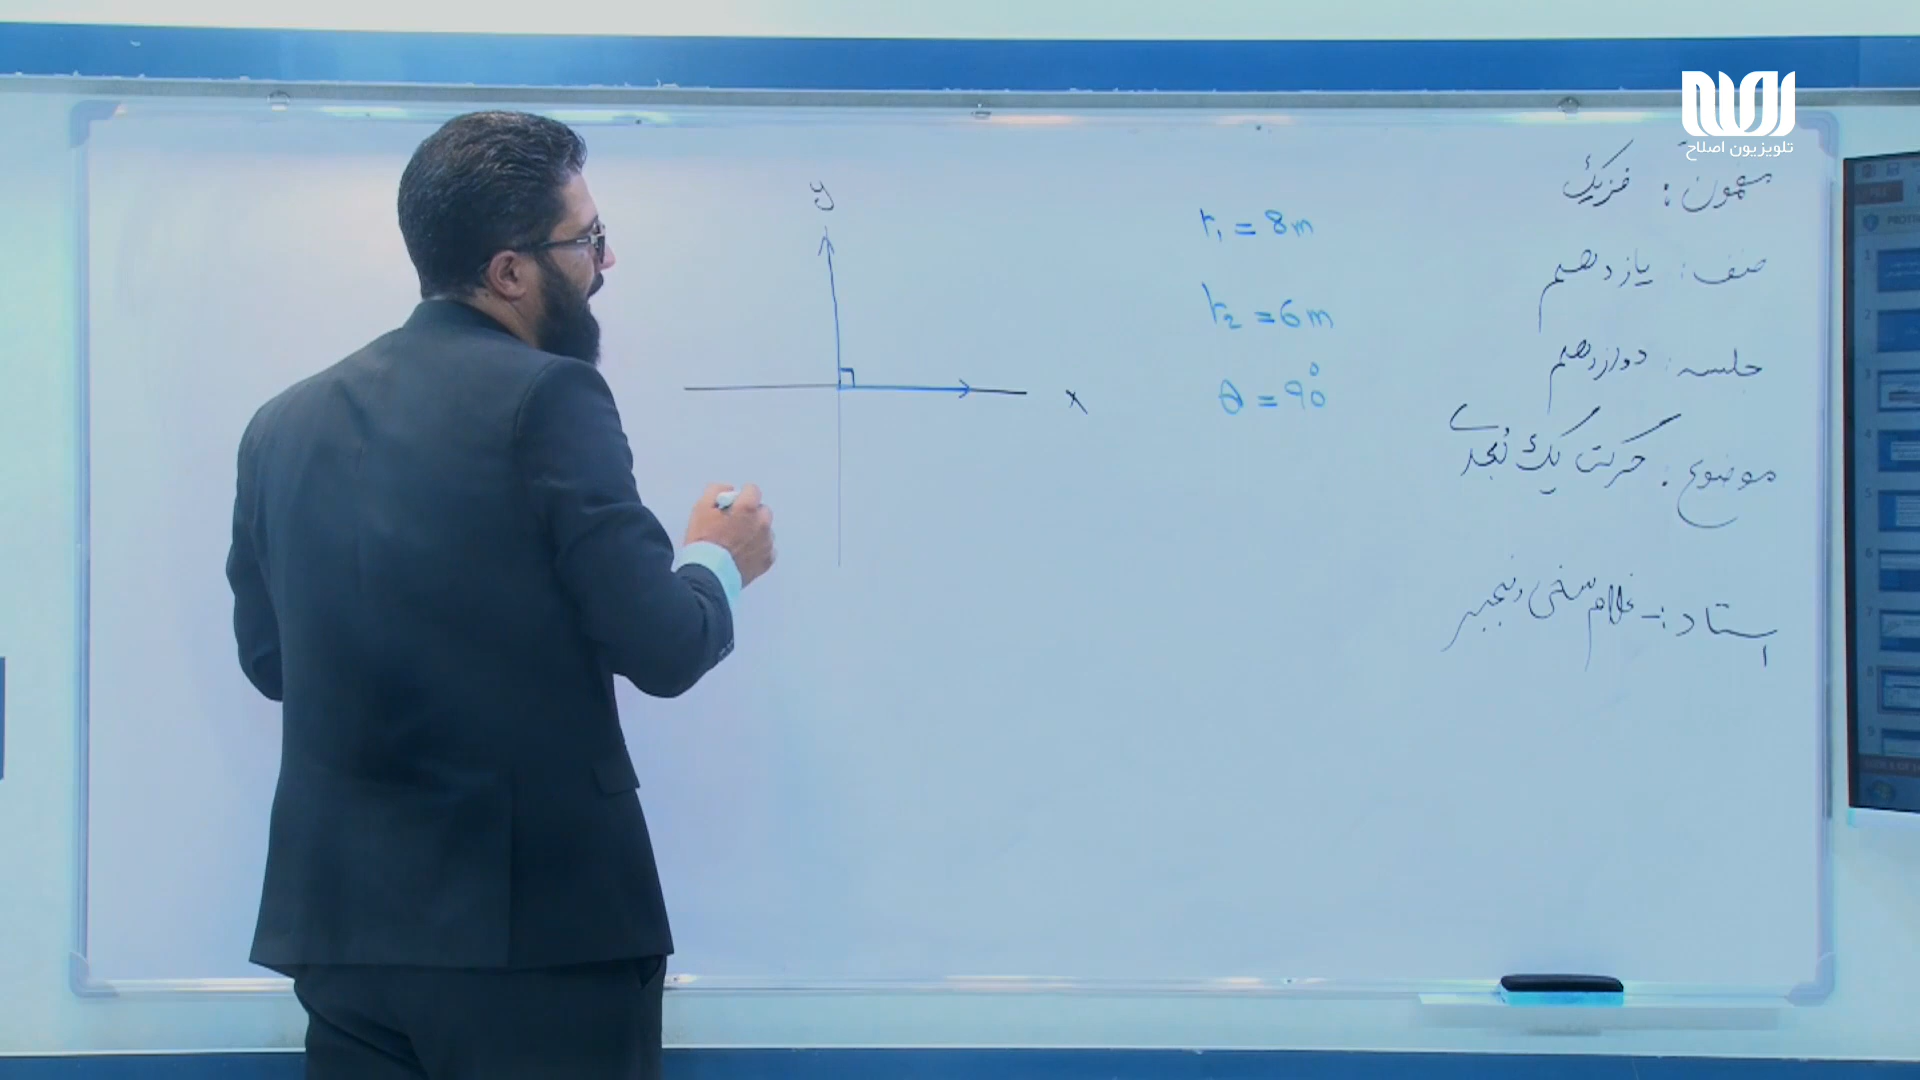 تلویزیون اصلاح
مضمون: فزیک
صنف: یازدهم
جلسه: دوازدهم
موضوع: حرکت یک بُعدی
استاد:- غلام سخی رنجبر
y
x
r₁ = 8m
r₂ = 6m
θ = 90°